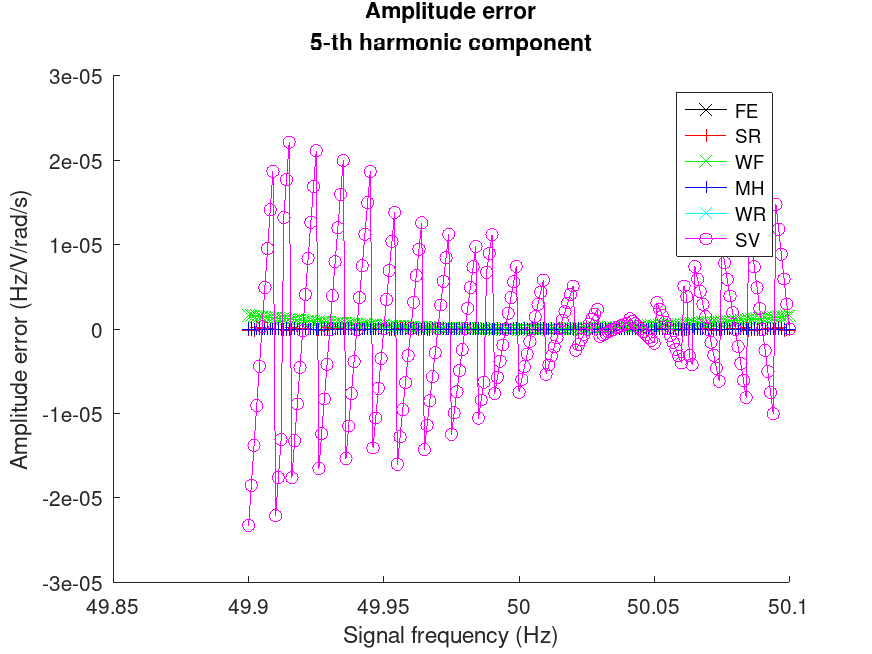 Amplitude error
5-th harmonic component
3e-05
2e-05
1e-05
0
-1e-05
-2e-05
-3e-05
Amplitude error (Hz/V/rad/s)
FE
SR
WF
MH
WR
SV
49.85
49.9
49.95
50
50.05
50.1
Signal frequency (Hz)